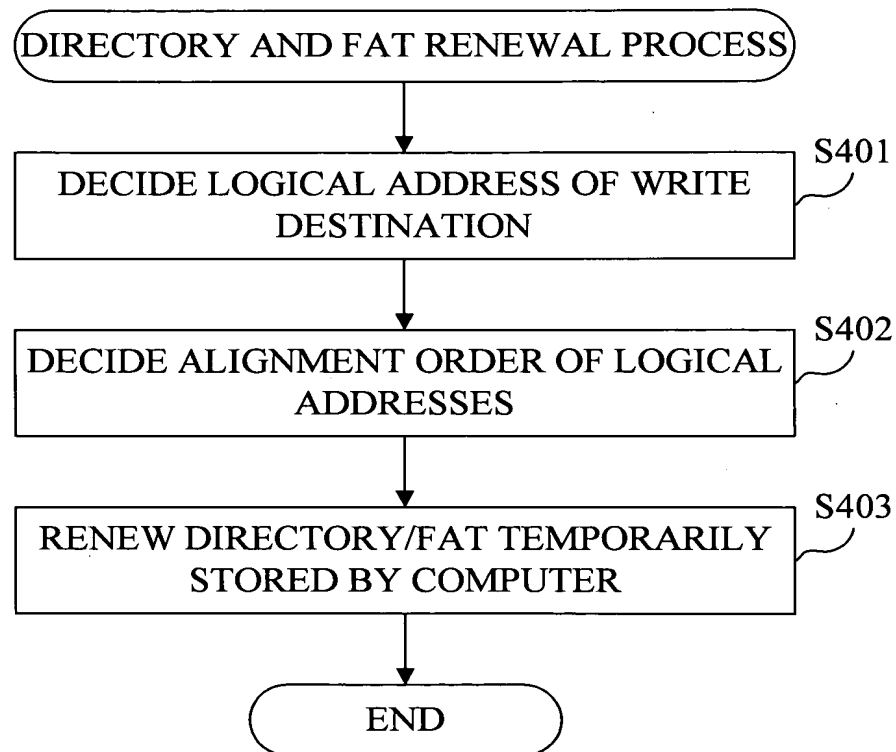 DIRECTORY AND FAT RENEWAL PROCESS
S401
DECIDE LOGICAL ADDRESS OF WRITE
DESTINATION
S402
DECIDE ALIGNMENT ORDER OF LOGICAL
ADDRESSES
S403
RENEW DIRECTORY/FAT TEMPORARILY
STORED BY COMPUTER
END